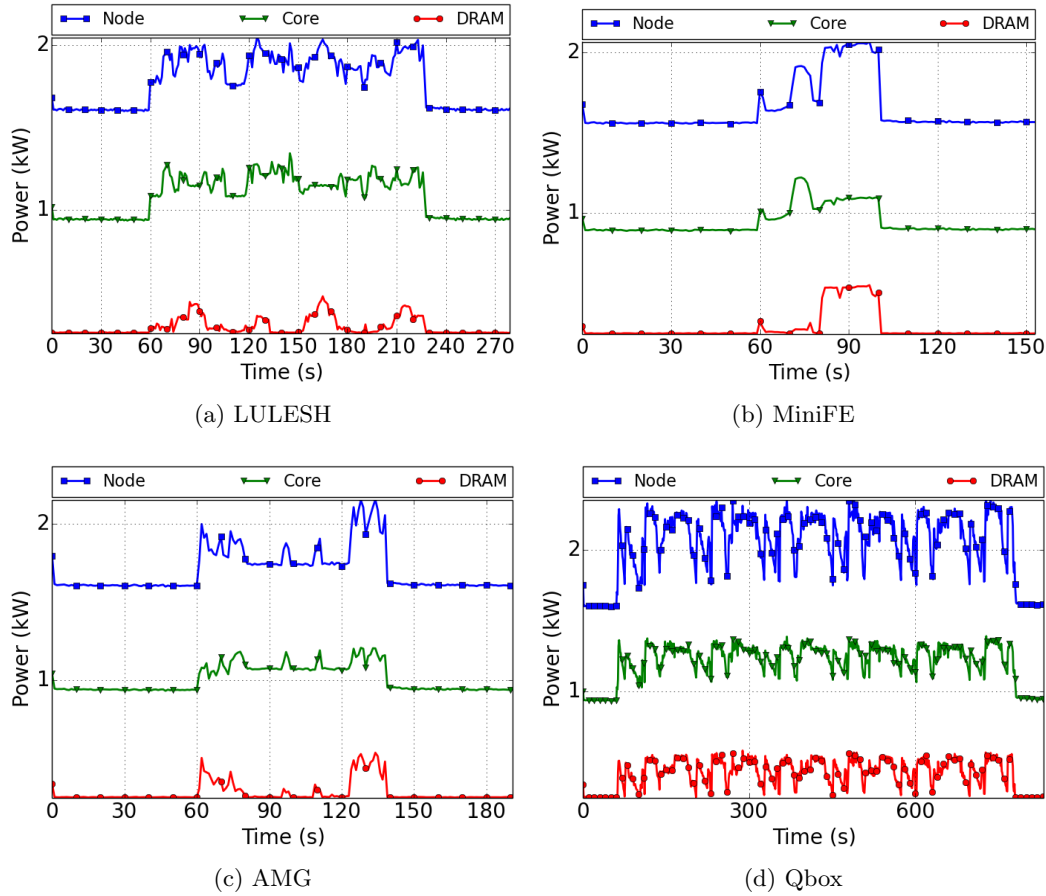 Node Core DRAM
2
1
Power (kW)
0 30 60 90 120 150 180 210 240 270
Time (s)
(a) LULESH
Node Core DRAM
2
1
Power (kW)
0 30 60 90 120 150
Time (s)
(b) MiniFE
Node Core DRAM
2
1
Power (kW)
0 30 60 90 120 150 180
Time (s)
(c) AMG
Node Core DRAM
2
1
Power (kW)
0 300 600
Time (s)
(d) Qbox